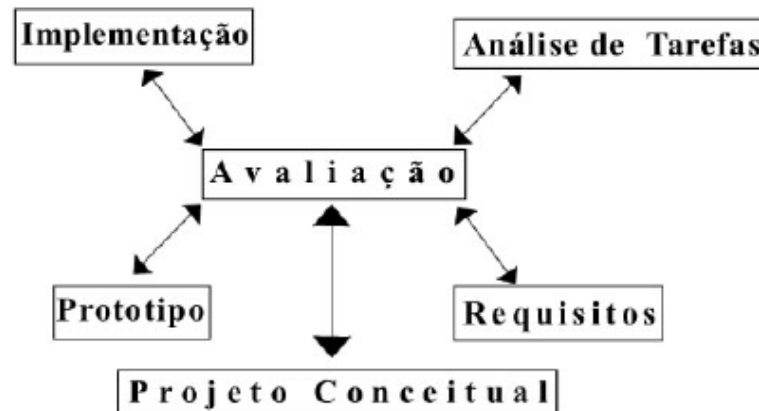 Implementação
Análise de Tarefas
Avaliação
Prototipo
Requisitos
Projeto Conceitual